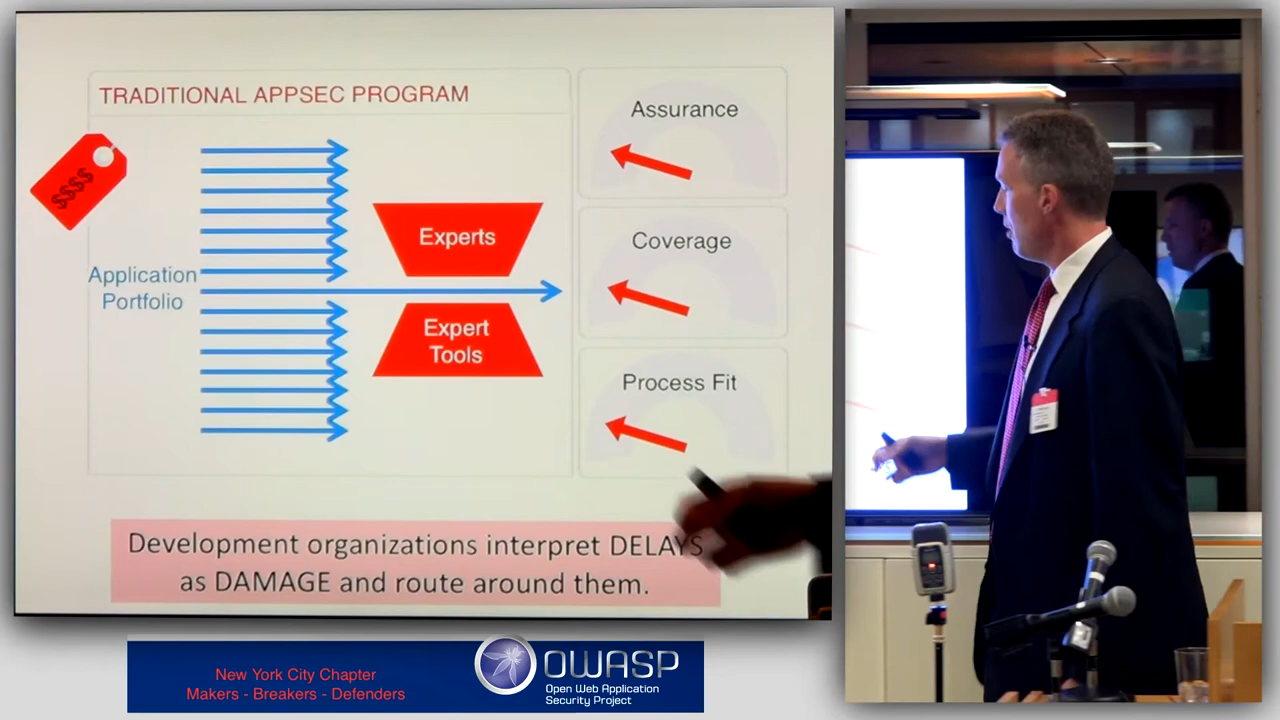 TRADITIONAL APPSEC PROGRAM
$$$$
Application
Portfolio
Experts
Expert
Tools
Assurance
Coverage
Process Fit
Development organizations interpret DELAYS
as DAMAGE and route around them.
New York City Chapter
Makers - Breakers - Defenders
OWASP
Open Web Application
Security Project